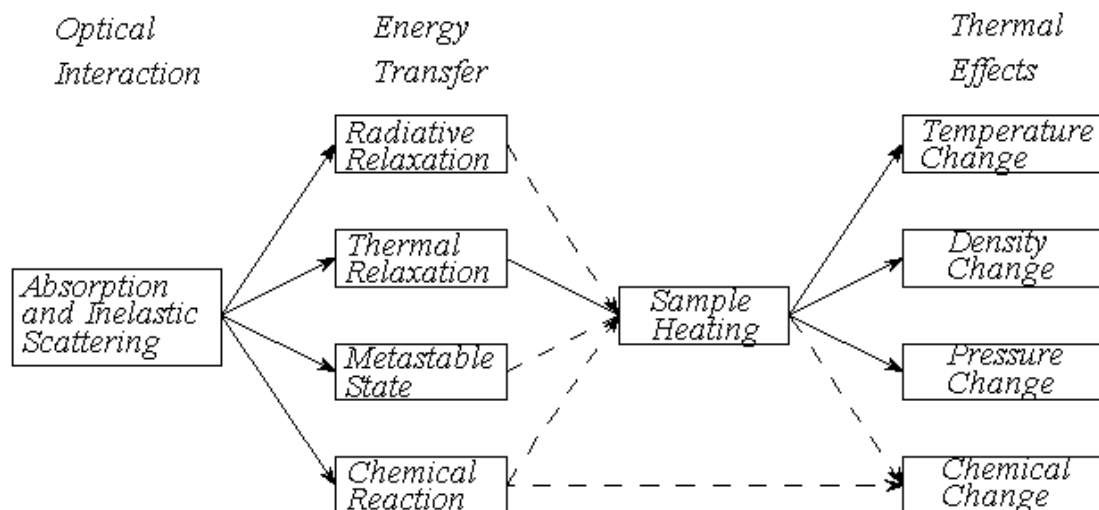 Optical
Interaction
Energy
Transfer
Thermal
Effects
Radiative
Relaxation
Thermal
Relaxation
Metastable
State
Chemical
Reaction
Absorption
and Inelastic
Scattering
Sample
Heating
Temperature
Change
Density
Change
Pressure
Change
Chemical
Change